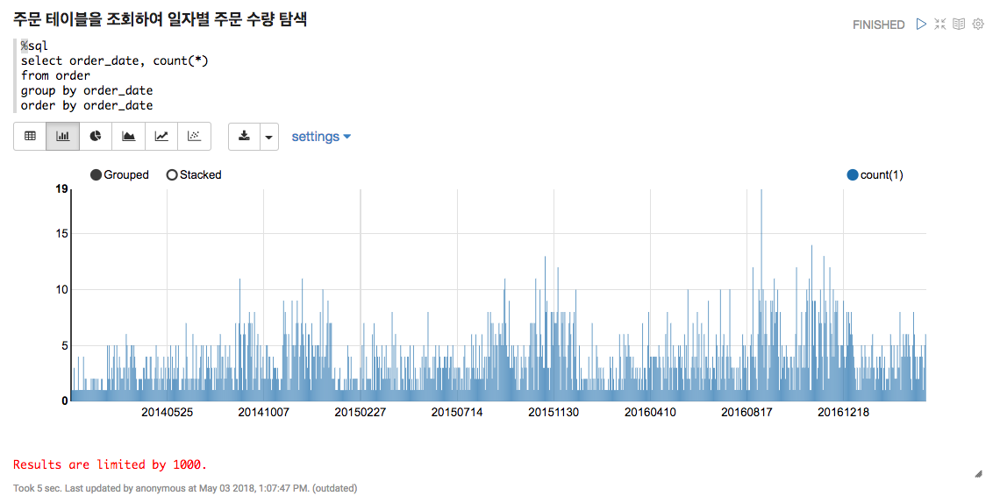 주문 테이블을 조회하여 일자별 주문 수량 탐색
FINISHED
%sql
select order_date, count(*)
from order
group by order_date
order by order_date
settings
Grouped Stacked count(1)
19
15
10
5
0
20140525 20141007 20150227 20150714 20151130 20160410 20160817 20161218
Results are limited by 1000.
Took 5 sec. Last updated by anonymous at May 03 2018, 1:07:47 PM. (outdated)